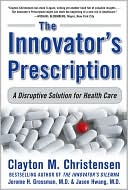 The
Innovator's
Prescription
A Disruptive Solution for Health Care
Clayton M. Christensen
BESTSELLING AUTHOR OF THE INNOVATOR'S DILEMMA
Jerome H. Grossman, M.D. & Jason Hwang, M.D.